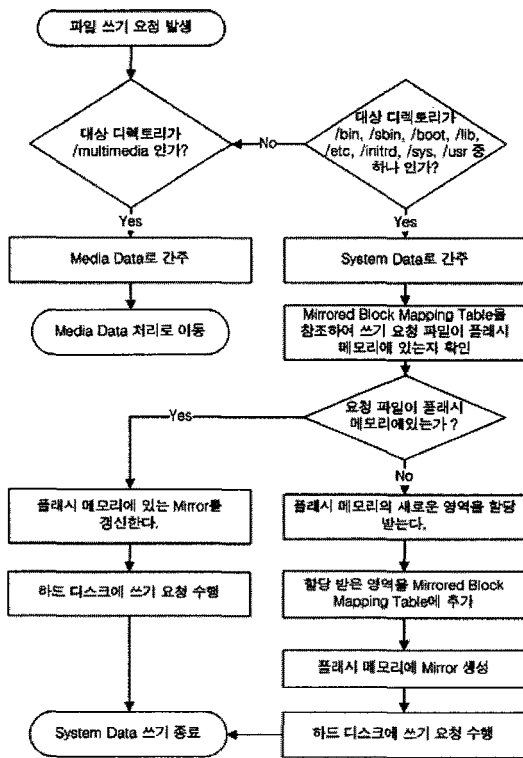 파일 쓰기 요청 발생
대상 디렉토리가
/multimedia 인가?
No
대상 디렉토리가
/bin, /sbin, /boot, /lib,
/etc, /initrd, /sys, /usr 중
하나 인가?
Yes
Yes
Media Data로 간주
System Data로 간주
Media Data 처리로 이동
Mirrored Block Mapping Table을
참조하여 쓰기 요청 파일이 플래시
메모리에 있는자 확인
Yes
요청 파일이 플래시
메모리에있는가 ?
No
플래시 메모리에 있는 Mirror를
갱신한다.
플래시 메모리의 새로운 영역을 할당
받는다.
하드 디스크에 쓰기 요청 수행
할당 받은 영역을 Mirrored Block
Mapping Table에 추가
플래시 메모리에 Mirror 생성
System Data 쓰기 종료
하드 디스크에 쓰기 요청 수행